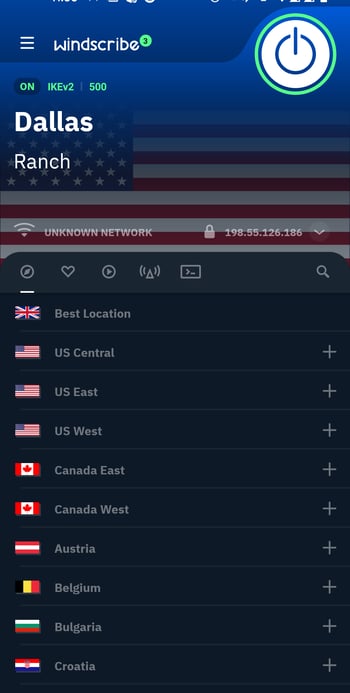 windscribe 3
ON IKEv2 | 500
Dallas
Ranch
UNKNOWN NETWORK 198.55.126.186
Best Location
US Central
US East
US West
Canada East
Canada West
Austria
Belgium
Bulgaria
Croatia